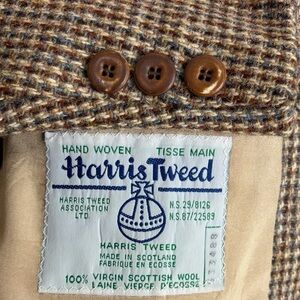 HAND WOVEN TISSE MAIN
Harris Tweed
HARRIS TWEED
ASSOCIATION
LTD.
N.S. 29/8126
N.S. 87/22589
HARRIS TWEED
MADE IN SCOTLAND
FABRIQUE EN ECOSSE
100% VIRGIN SCOTTISH WOOL
LAINE VIERGE D'ECOSSE